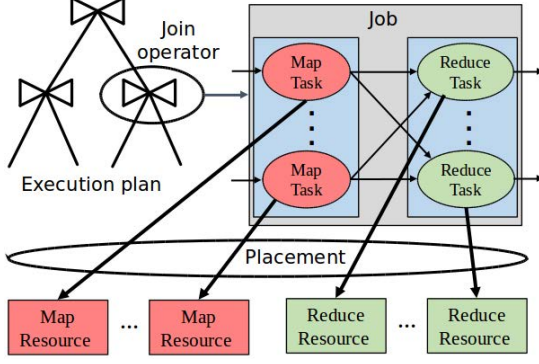 Join
operator
Job
Map
Task
Reduce
Task
Map
Task
Reduce
Task
Execution plan
Placement
Map
Resource
...
Map
Resource
Reduce
Resource
...
Reduce
Resource